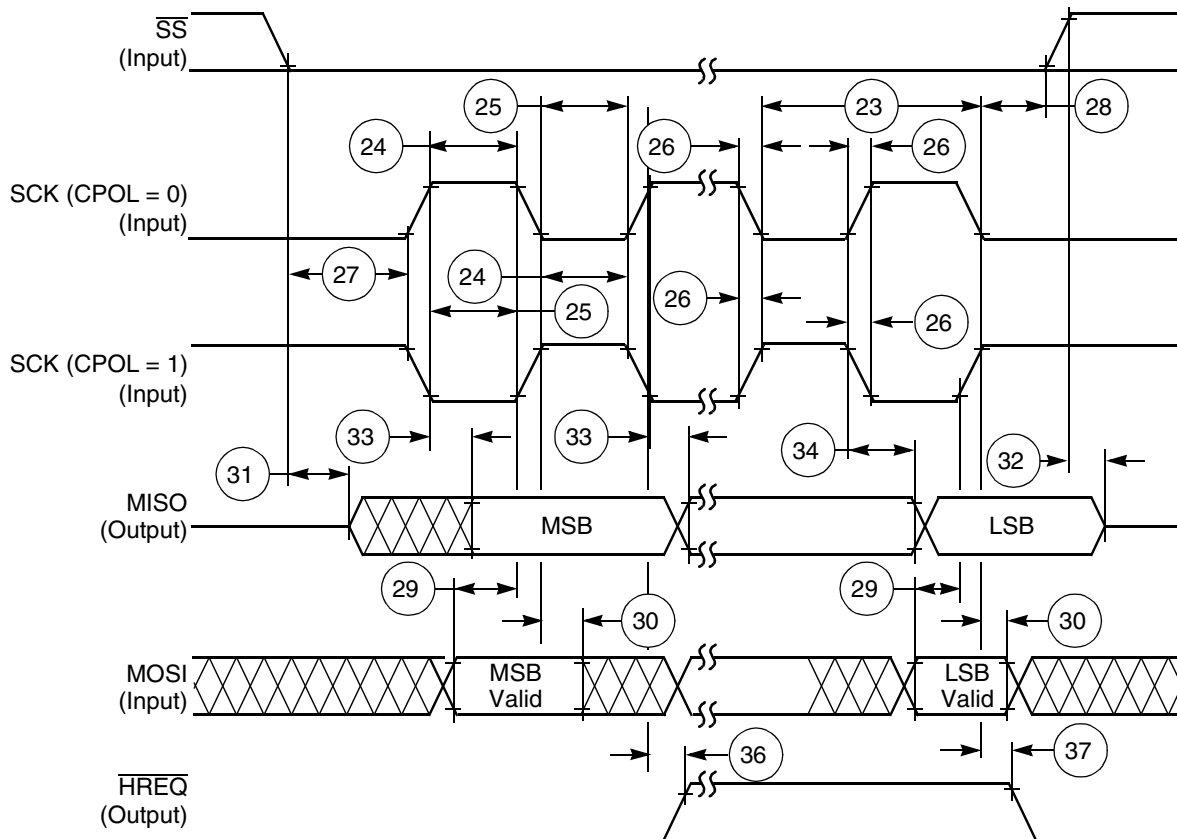 SS
(Input)
25
23
28
24
26
26
SCK (CPOL = 0)
(Input)
27
24
26
25
26
SCK (CPOL = 1)
(Input)
33
33
34
31
32
MISO
(Output)
MSB
LSB
29
29
30
30
MOSI
(Input)
MSB
Valid
LSB
Valid
36
37
HREQ
(Output)